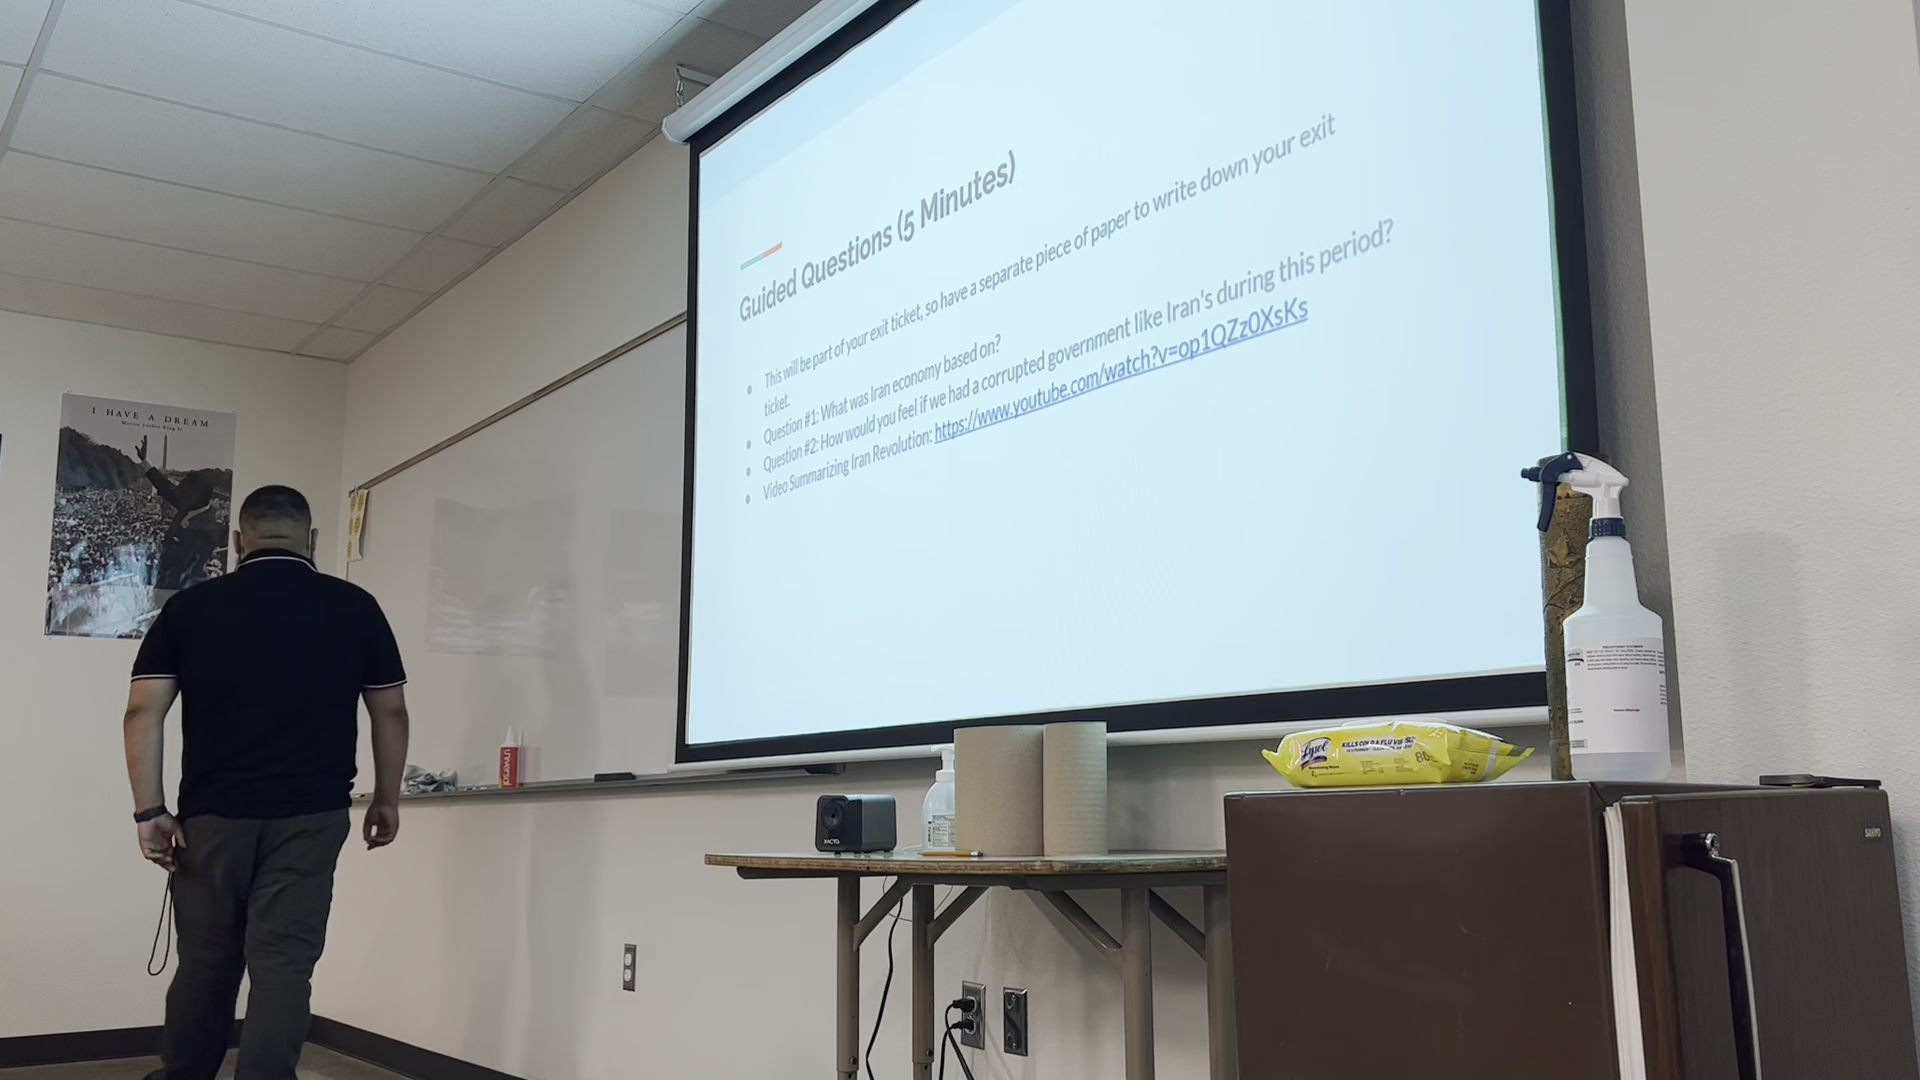 I HAVE A DREAM
Martin Luther King Jr.
Guided Questions (5 Minutes)
This will be part of your exit ticket, so have a separate piece of paper to write down your exit
ticket.
Question #1: What was Iran economy based on?
Question #2: How would you feel if we had a corrupted government like Iran's during this period?
Video Summarizing Iran Revolution: https://www.youtube.com/watch?v=op1QZz0XsKs
Lysol
KILLS COLD & FLU VIRUSES
80
XACTO
SANYO